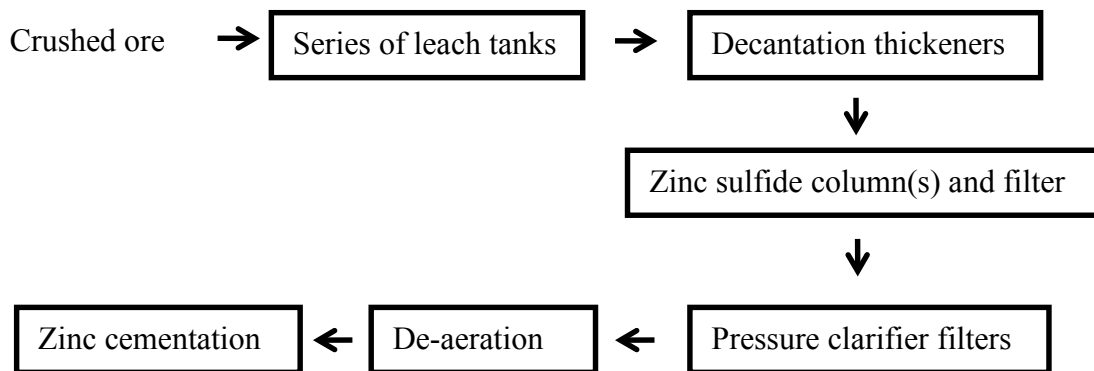 Crushed ore
Series of leach tanks
Decantation thickeners
Zinc sulfide column(s) and filter
Pressure clarifier filters
De-aeration
Zinc cementation